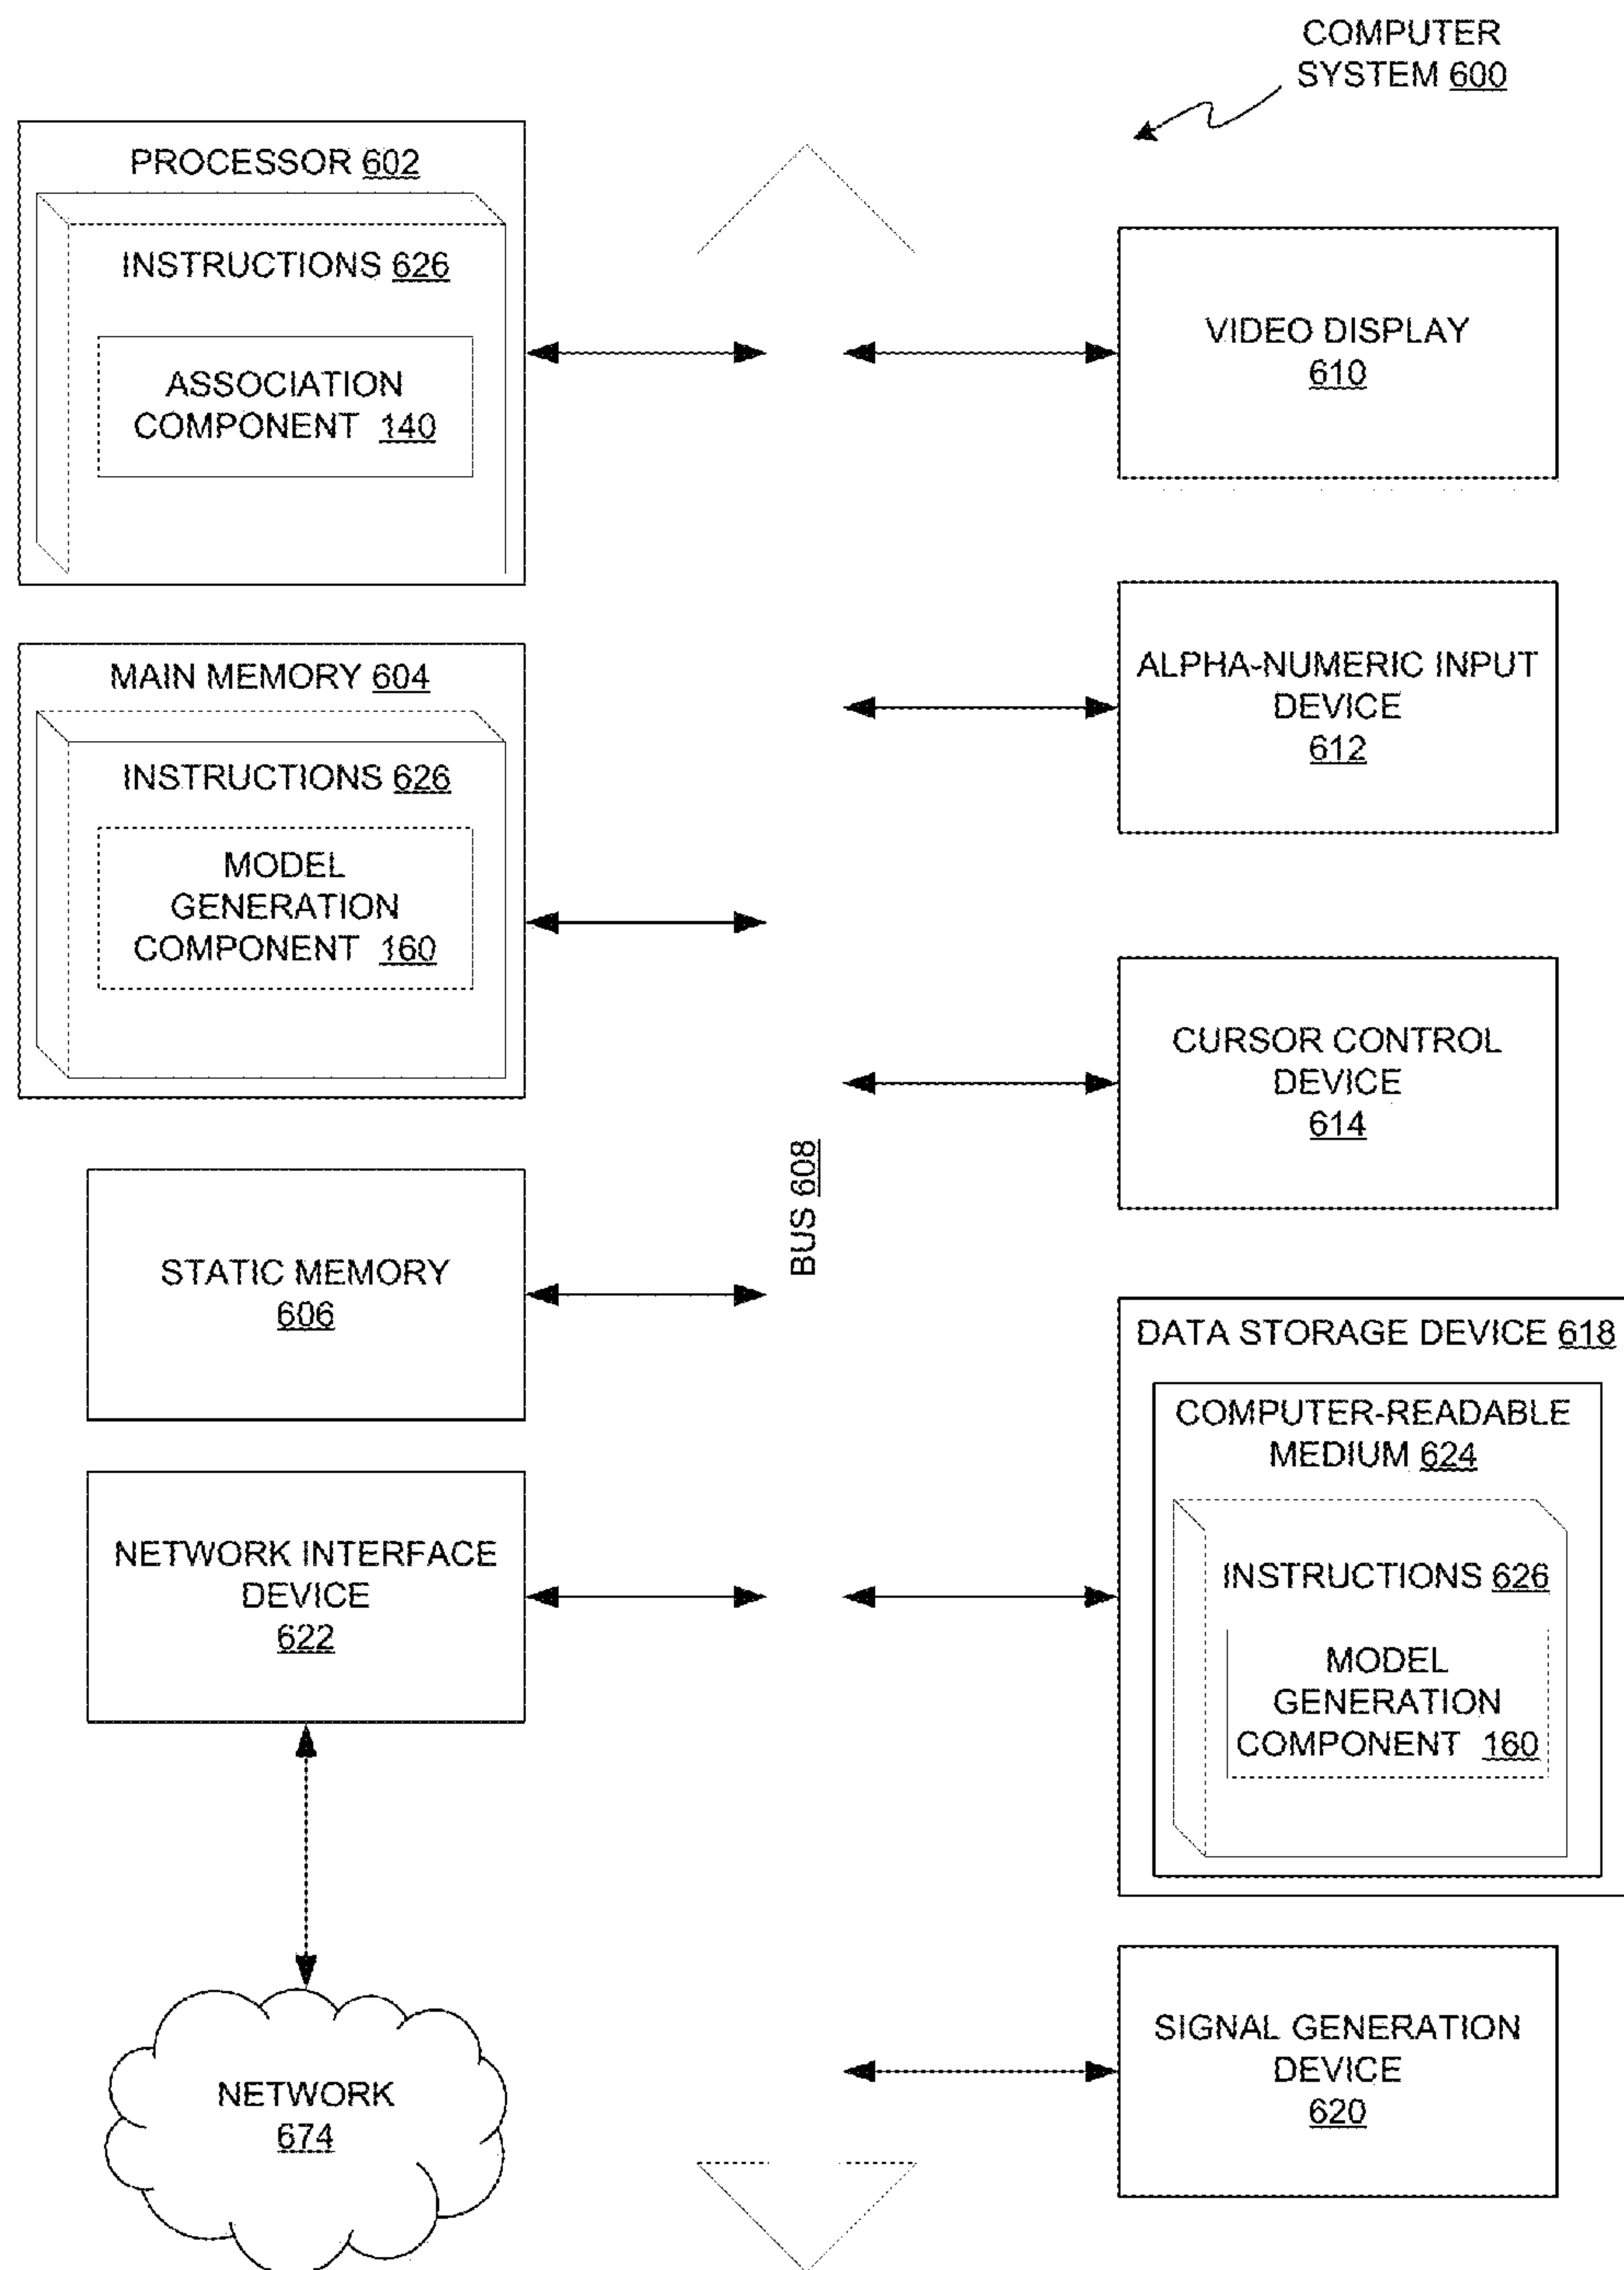 COMPUTER
SYSTEM 600
PROCESSOR 602
INSTRUCTIONS 626
ASSOCIATION
COMPONENT 140
MAIN MEMORY 604
INSTRUCTIONS 626
MODEL
GENERATION
COMPONENT 160
STATIC MEMORY
606
NETWORK INTERFACE
DEVICE
622
NETWORK
674
BUS 608
VIDEO DISPLAY
610
ALPHA-NUMERIC INPUT
DEVICE
612
CURSOR CONTROL
DEVICE
614
DATA STORAGE DEVICE 618
COMPUTER-READABLE
MEDIUM 624
INSTRUCTIONS 626
MODEL
GENERATION
COMPONENT 160
SIGNAL GENERATION
DEVICE
620